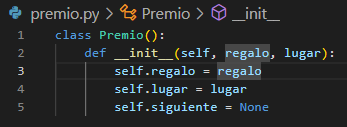 premio.py > Premio > __init__
1 class Premio():
2     def __init__(self, regalo, lugar):
3         self.regalo = regalo
4         self.lugar = lugar
5         self.siguiente = None